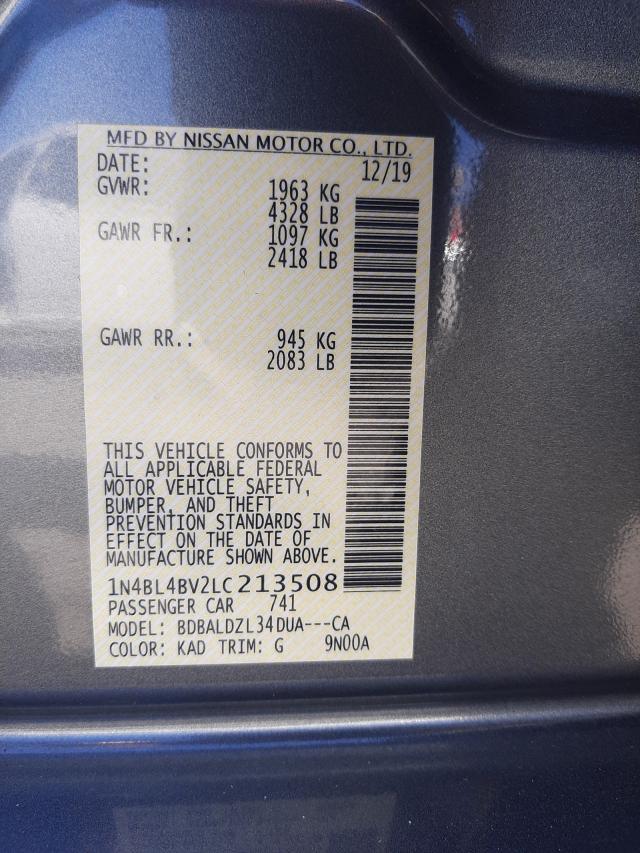 MFD BY NISSAN MOTOR CO., LTD.
DATE: 12/19
GVWR: 1963 KG
4328 LB
GAWR FR.: 1097 KG
2418 LB
GAWR RR.: 945 KG
2083 LB
THIS VEHICLE CONFORMS TO
ALL APPLICABLE FEDERAL
MOTOR VEHICLE SAFETY,
BUMPER, AND THEFT
PREVENTION STANDARDS IN
EFFECT ON THE DATE OF
MANUFACTURE SHOWN ABOVE.
1N4BL4BV2LC213508
PASSENGER CAR 741
MODEL: BDBALDZL34DUA---CA
COLOR: KAD TRIM: G 9N00A